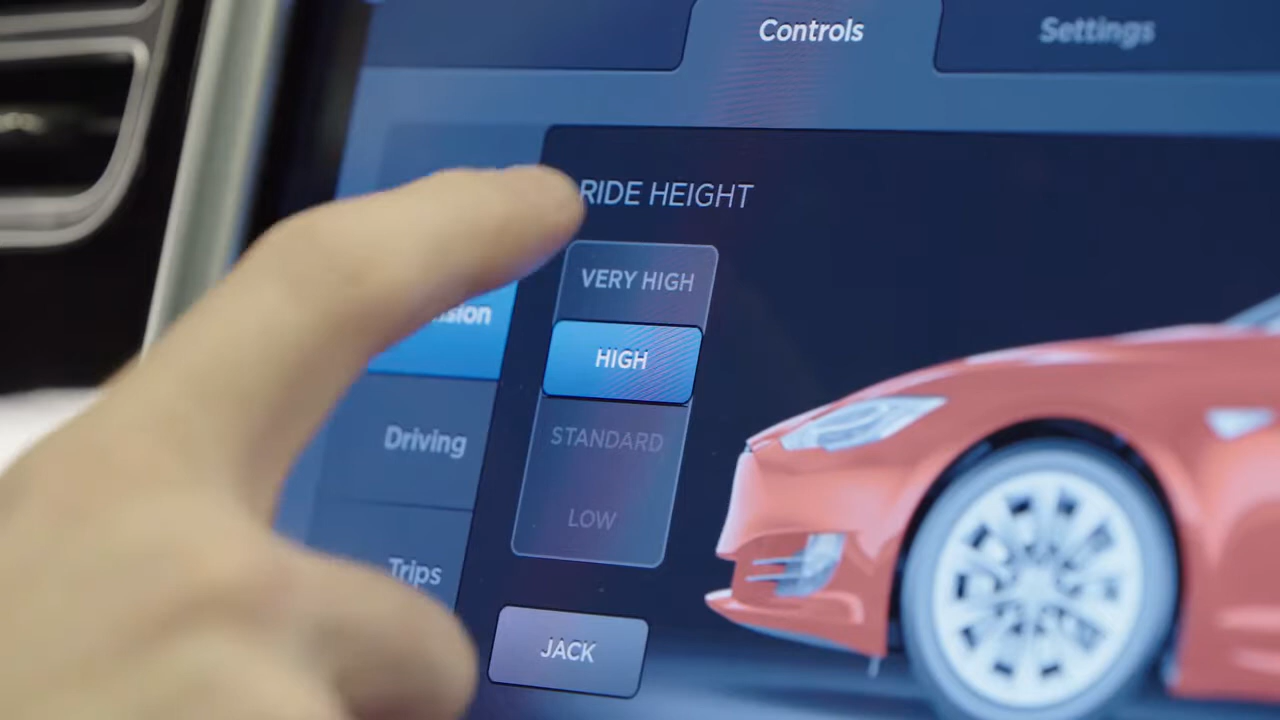 Controls
Settings
RIDE HEIGHT
VERY HIGH
HIGH
Driving
STANDARD
LOW
Trips
JACK